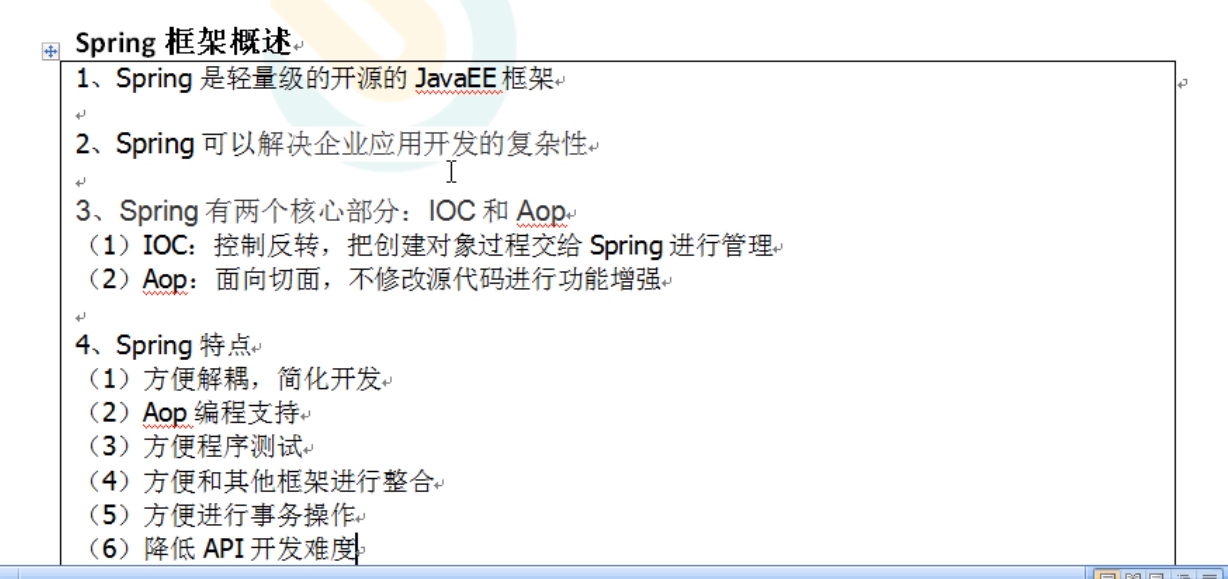 Spring 框架概述
1、Spring 是轻量级的开源的 JavaEE 框架
2、Spring 可以解决企业应用开发的复杂性
3、Spring 有两个核心部分：IOC 和 Aop
（1）IOC：控制反转，把创建对象过程交给 Spring 进行管理
（2）Aop：面向切面，不修改源代码进行功能增强
4、Spring 特点
（1）方便解耦，简化开发
（2）Aop 编程支持
（3）方便程序测试
（4）方便和其他框架进行整合
（5）方便进行事务操作
（6）降低 API 开发难度